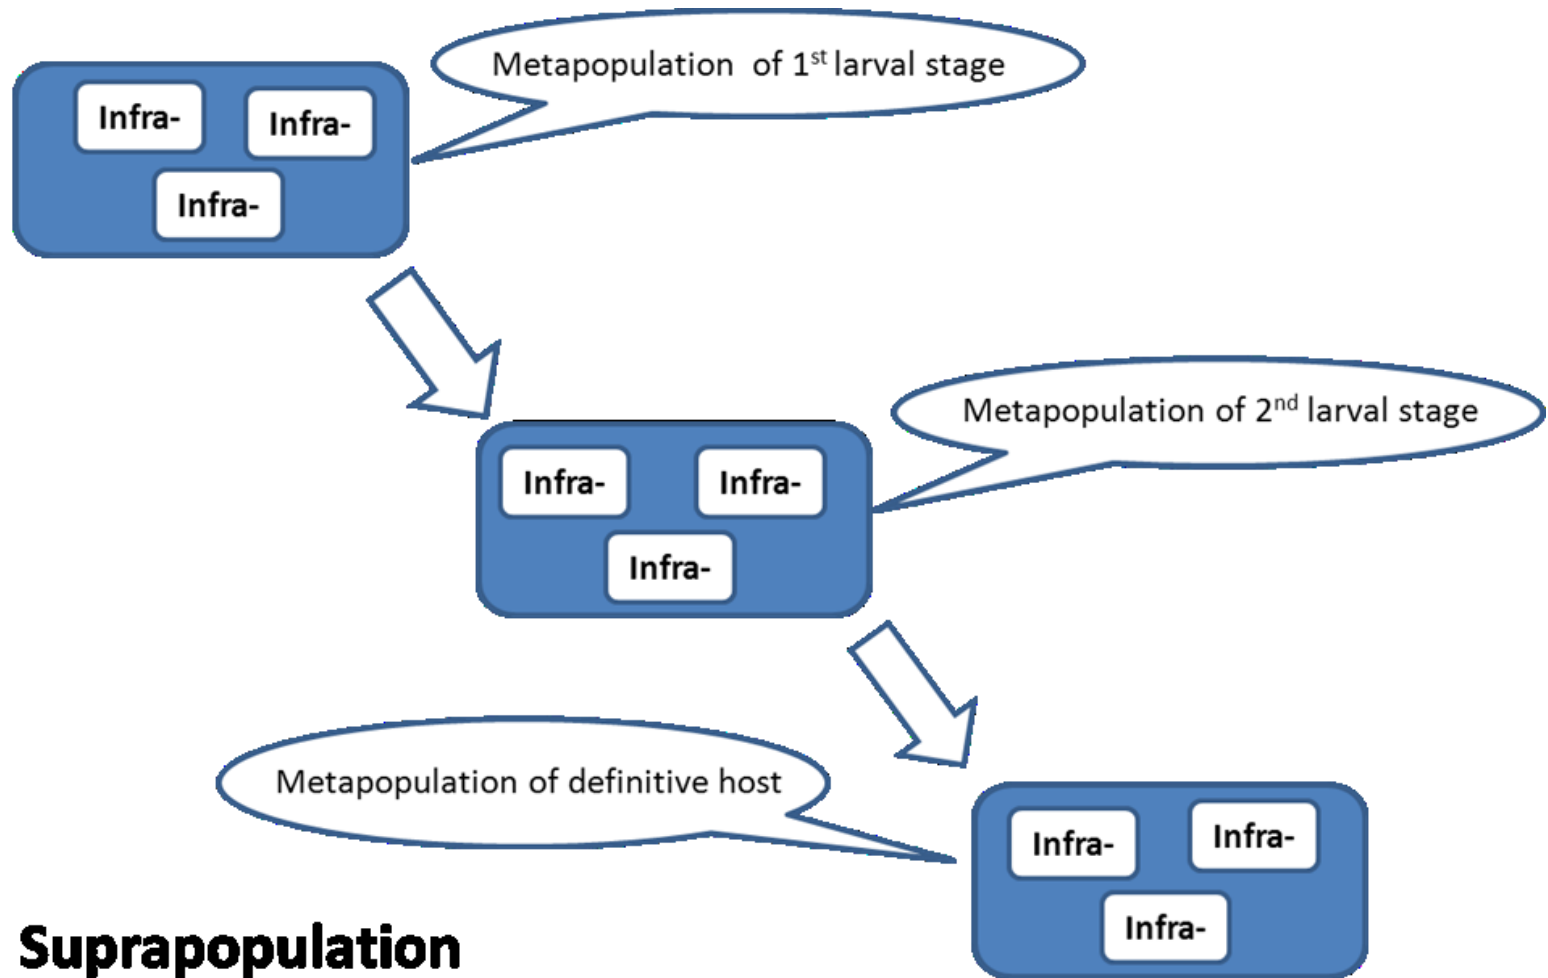 Metapopulation of 1st larval stage
Infra-
Infra-
Infra-
Metapopulation of 2nd larval stage
Infra-
Infra-
Infra-
Metapopulation of definitive host
Infra-
Infra-
Infra-
Suprapopulation